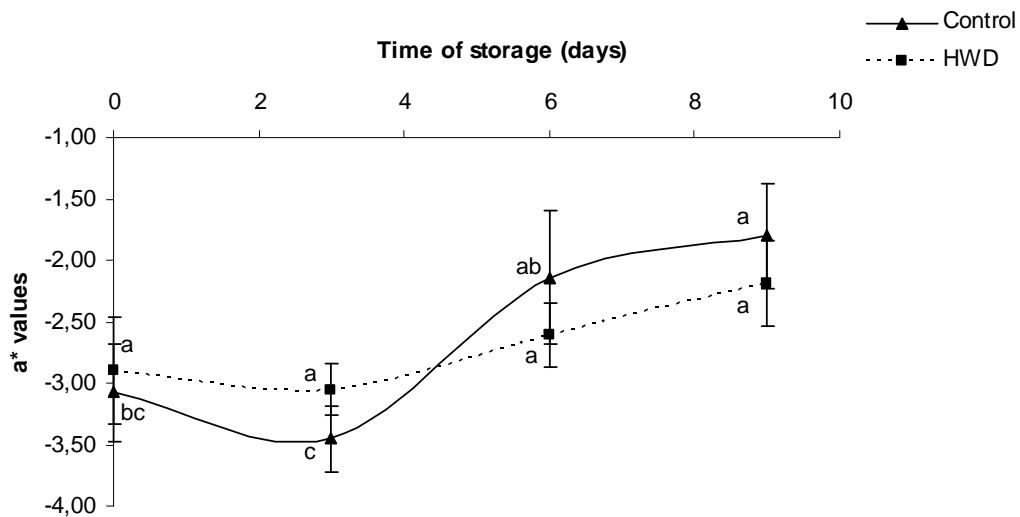 Control
HWD
Time of storage (days)
0 2 4 6 8 10
-1,00
-1,50
-2,00
-2,50
-3,00
-3,50
-4,00
a* values
a
bc
a
c
ab
a
a
a